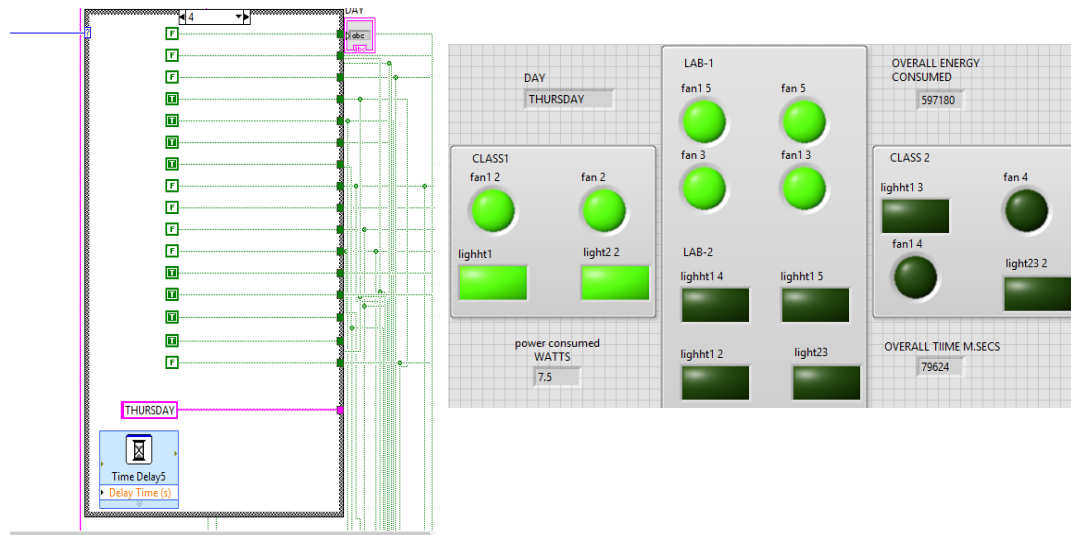 4
DAY
?
F
abc
F
F
T
T
T
T
F
F
F
F
T
T
T
T
F
THURSDAY
Time Delay5
Delay Time (s)
DAY
THURSDAY
CLASS1
fan1 2
fan 2
lighht1
light2 2
power consumed
WATTS
7.5
LAB-1
fan1 5
fan 5
fan 3
fan1 3
LAB-2
lighht1 4
lighht1 5
lighht1 2
light23
OVERALL ENERGY
CONSUMED
597180
CLASS 2
lighht1 3
fan 4
fan1 4
light23 2
OVERALL TIIME M.SECS
79624